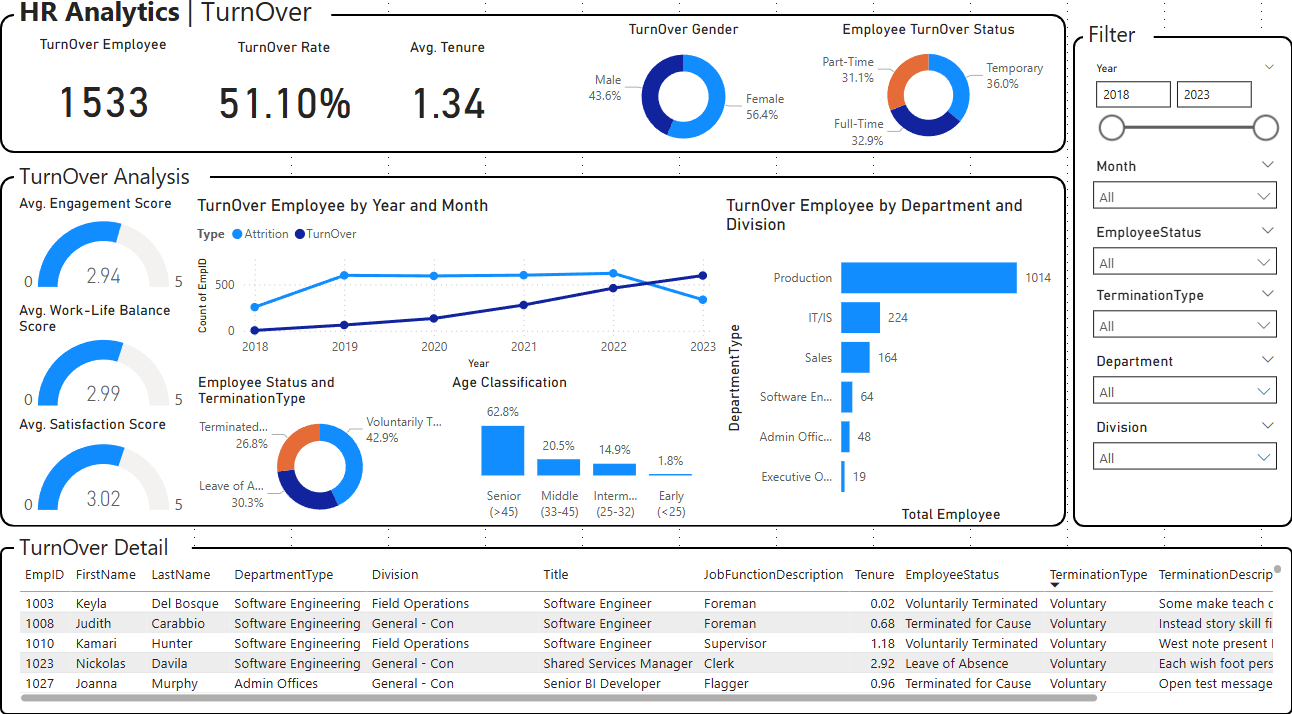 HR Analytics | TurnOver
TurnOver Employee
1533
TurnOver Rate
51.10%
Avg. Tenure
1.34
TurnOver Gender
Male
43.6%
Female
56.4%
Employee TurnOver Status
Part-Time
31.1%
Temporary
36.0%
Full-Time
32.9%
Filter
Year
2018
2023
Month
All
EmployeeStatus
All
TerminationType
All
Department
All
Division
All
TurnOver Analysis
Avg. Engagement Score
2.94
0
5
Avg. Work-Life Balance
Score
2.99
0
5
Avg. Satisfaction Score
3.02
0
5
TurnOver Employee by Year and Month
Type Attrition TurnOver
Count of EmpID
500
0
2018 2019 2020 2021 2022 2023
Year
Employee Status and
TerminationType
Terminated...
26.8%
Voluntarily T...
42.9%
Leave of A...
30.3%
Age Classification
62.8%
20.5%
14.9%
1.8%
Senior Middle Interm... Early
(>45) (33-45) (25-32) (<25)
TurnOver Employee by Department and
Division
DepartmentType
Production 1014
IT/IS 224
Sales 164
Software En... 64
Admin Offic... 48
Executive O... 19
Total Employee
TurnOver Detail
EmpID FirstName LastName DepartmentType Division Title JobFunctionDescription Tenure EmployeeStatus TerminationType TerminationDescrip
1003 Keyla Del Bosque Software Engineering Field Operations Software Engineer Foreman 0.02 Voluntarily Terminated Voluntary Some make teach
1008 Judith Carabbio Software Engineering General - Con Software Engineer Foreman 0.68 Terminated for Cause Voluntary Instead story skill fi
1010 Kamari Hunter Software Engineering Field Operations Software Engineer Supervisor 1.18 Voluntarily Terminated Voluntary West note present
1023 Nickolas Davila Software Engineering General - Con Shared Services Manager Clerk 2.92 Leave of Absence Voluntary Each wish foot pers
1027 Joanna Murphy Admin Offices General - Con Senior BI Developer Flagger 0.96 Terminated for Cause Voluntary Open test message